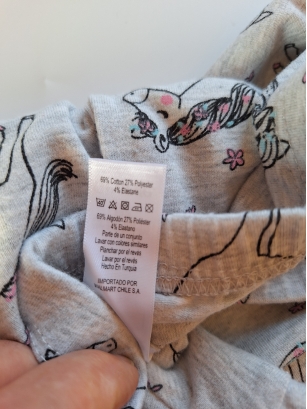 69% Cotton 27% Polyester
4% Elastane
69% Algodón 27% Poliéster
4% Elastano
Parte de un conjunto
Lavar con colores similares
Planchar por el revés
Lavar por el revés
Hecho En Turquía
IMPORTADO POR
WALMART CHILE S.A.